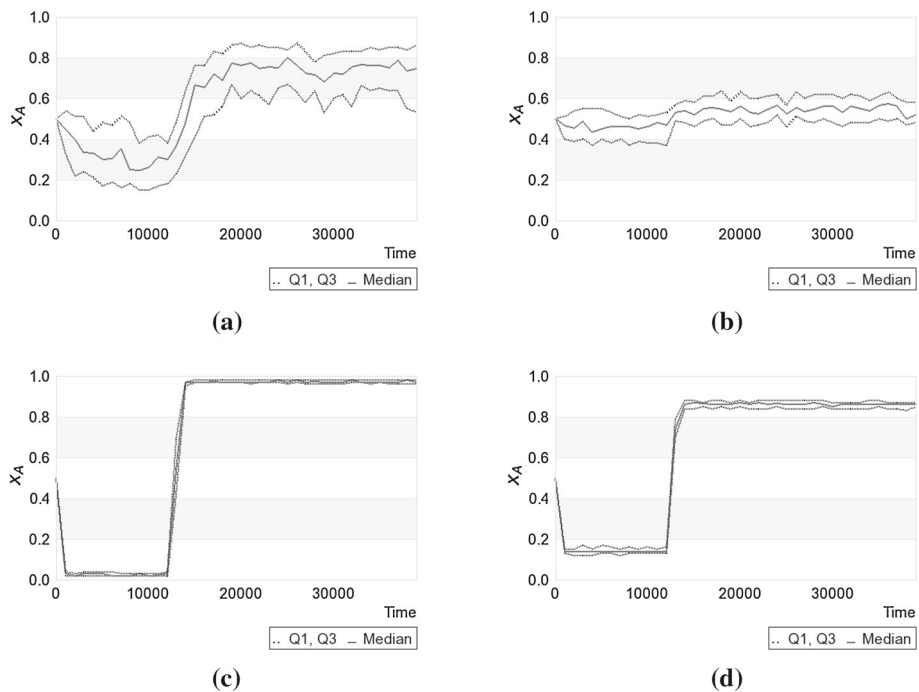 1.0 1.0
0.8 0.8
0.6 0.6
x_A x_A
0.4 0.4
0.2 0.2
0.0 0.0
0 10000 20000 30000 0 10000 20000 30000
Time Time
.. Q1, Q3 — Median .. Q1, Q3 — Median
(a) (b)
1.0 1.0
0.8 0.8
0.6 0.6
x_A x_A
0.4 0.4
0.2 0.2
0.0 0.0
0 10000 20000 30000 0 10000 20000 30000
Time Time
.. Q1, Q3 — Median .. Q1, Q3 — Median
(c) (d)